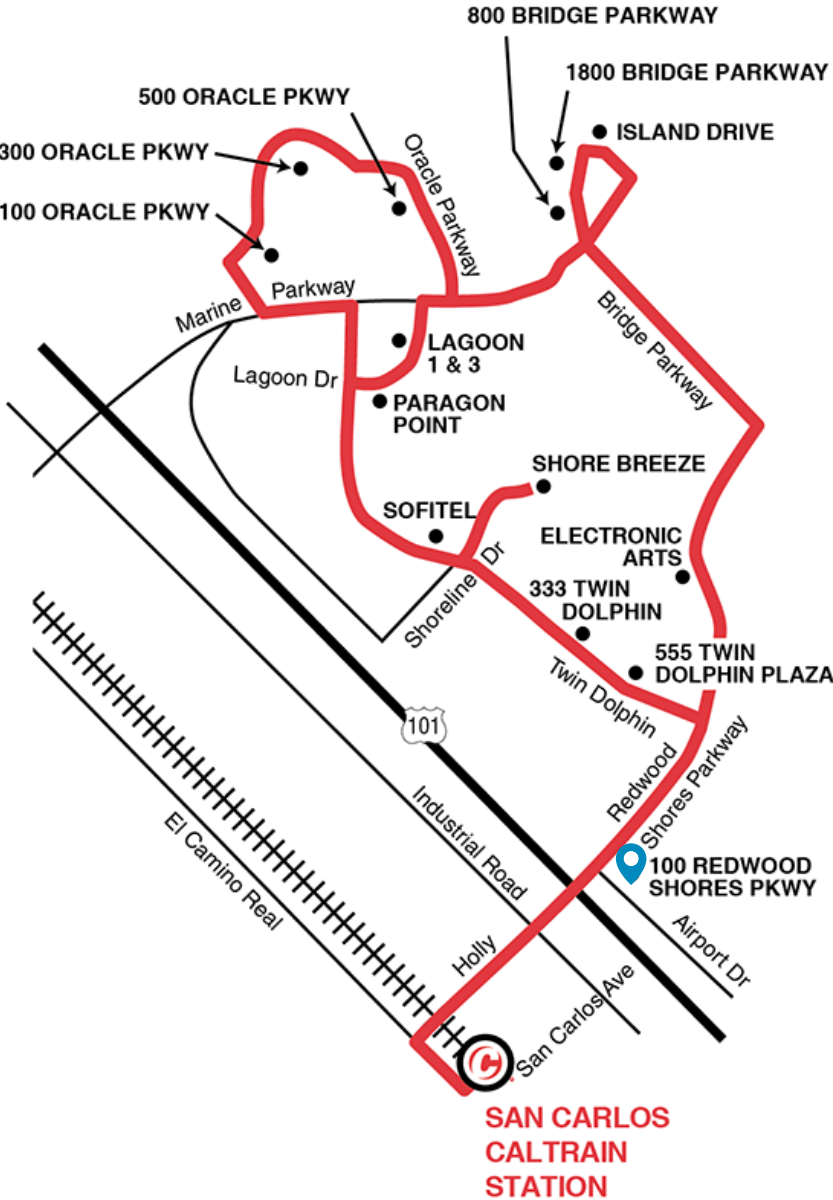 800 BRIDGE PARKWAY
1800 BRIDGE PARKWAY
500 ORACLE PKWY
ISLAND DRIVE
300 ORACLE PKWY
Oracle Parkway
100 ORACLE PKWY
Parkway
Marine
Bridge Parkway
LAGOON
1 & 3
Lagoon Dr
PARAGON
POINT
SHORE BREEZE
SOFITEL
ELECTRONIC
ARTS
Shoreline Dr
333 TWIN
DOLPHIN
555 TWIN
DOLPHIN PLAZA
Twin Dolphin
101
Redwood
Shores Parkway
Industrial Road
El Camino Real
100 REDWOOD
SHORES PKWY
Airport Dr
Holly
San Carlos Ave
C
SAN CARLOS
CALTRAIN
STATION